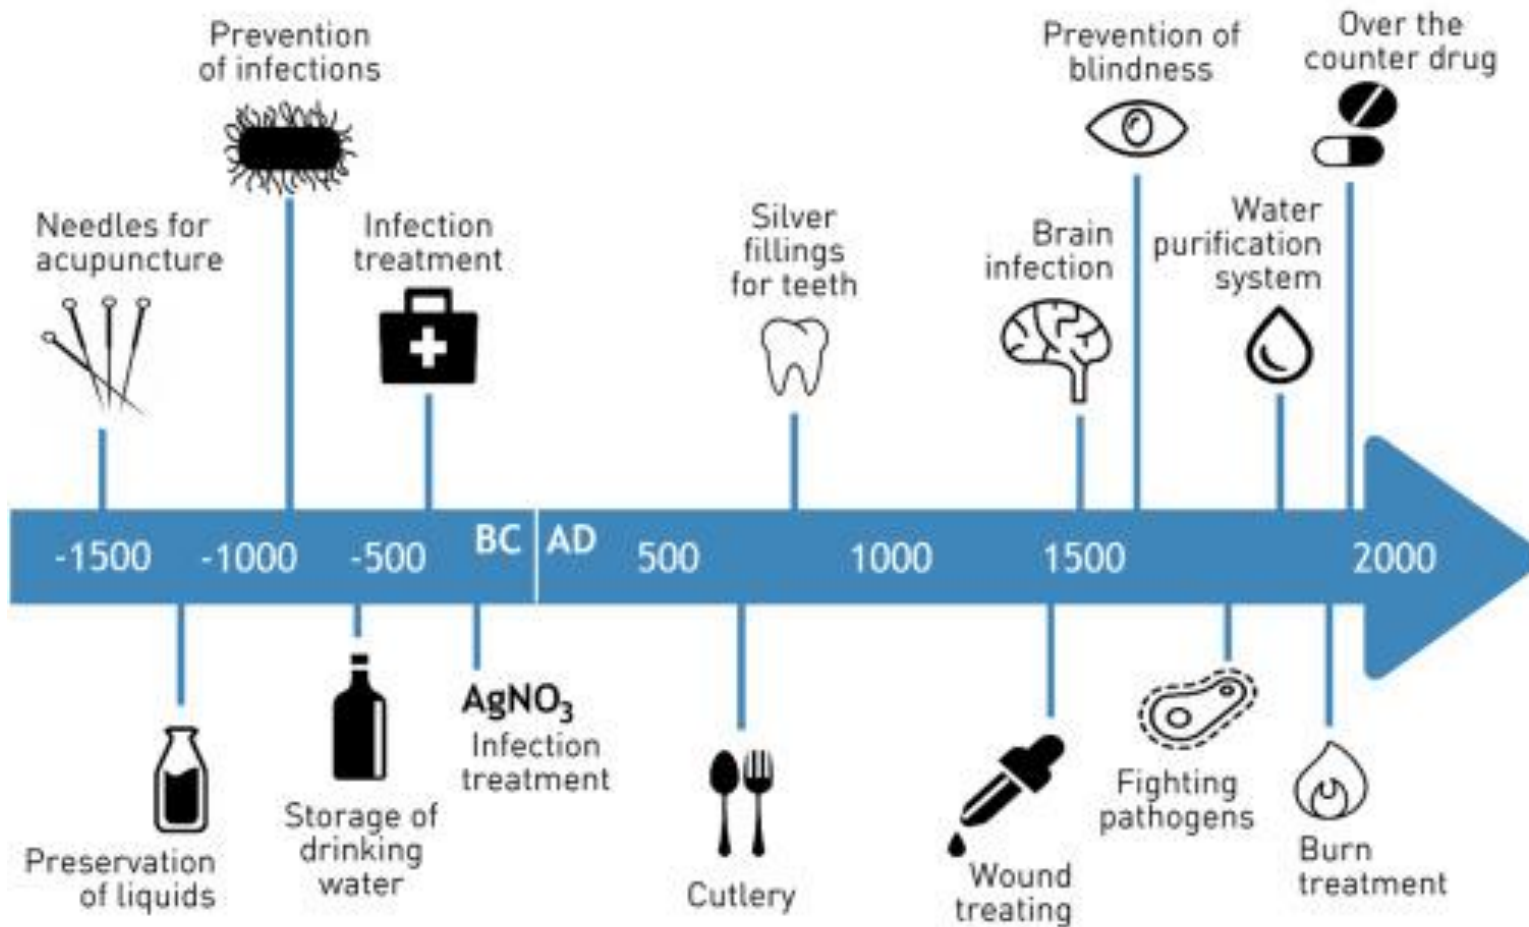 Prevention
of infections
Prevention of
blindness
Over the
counter drug
Needles for
acupuncture
Infection
treatment
Silver
fillings
for teeth
Brain
infection
Water
purification
system
-1500
-1000
-500
BC
AD
500
1000
1500
2000
Preservation
of liquids
Storage of
drinking
water
AgNO₃
Infection
treatment
Cutlery
Wound
treating
Fighting
pathogens
Burn
treatment